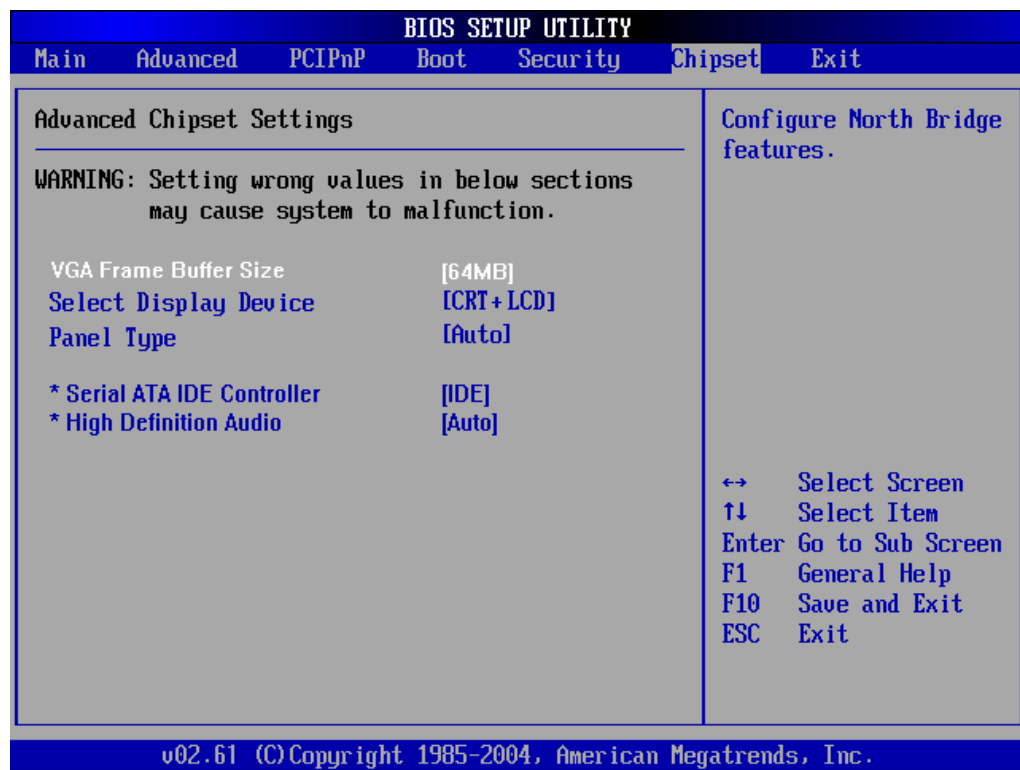 BIOS SETUP UTILITY
Main Advanced PCIPnP Boot Security Chipset Exit
Advanced Chipset Settings
WARNING: Setting wrong values in below sections
may cause system to malfunction.
VGA Frame Buffer Size [64MB]
Select Display Device [CRT+LCD]
Panel Type [Auto]
* Serial ATA IDE Controller [IDE]
* High Definition Audio [Auto]
Configure North Bridge
features.
←→ Select Screen
↑↓ Select Item
Enter Go to Sub Screen
F1 General Help
F10 Save and Exit
ESC Exit
v02.61 (C)Copyright 1985-2004, American Megatrends, Inc.